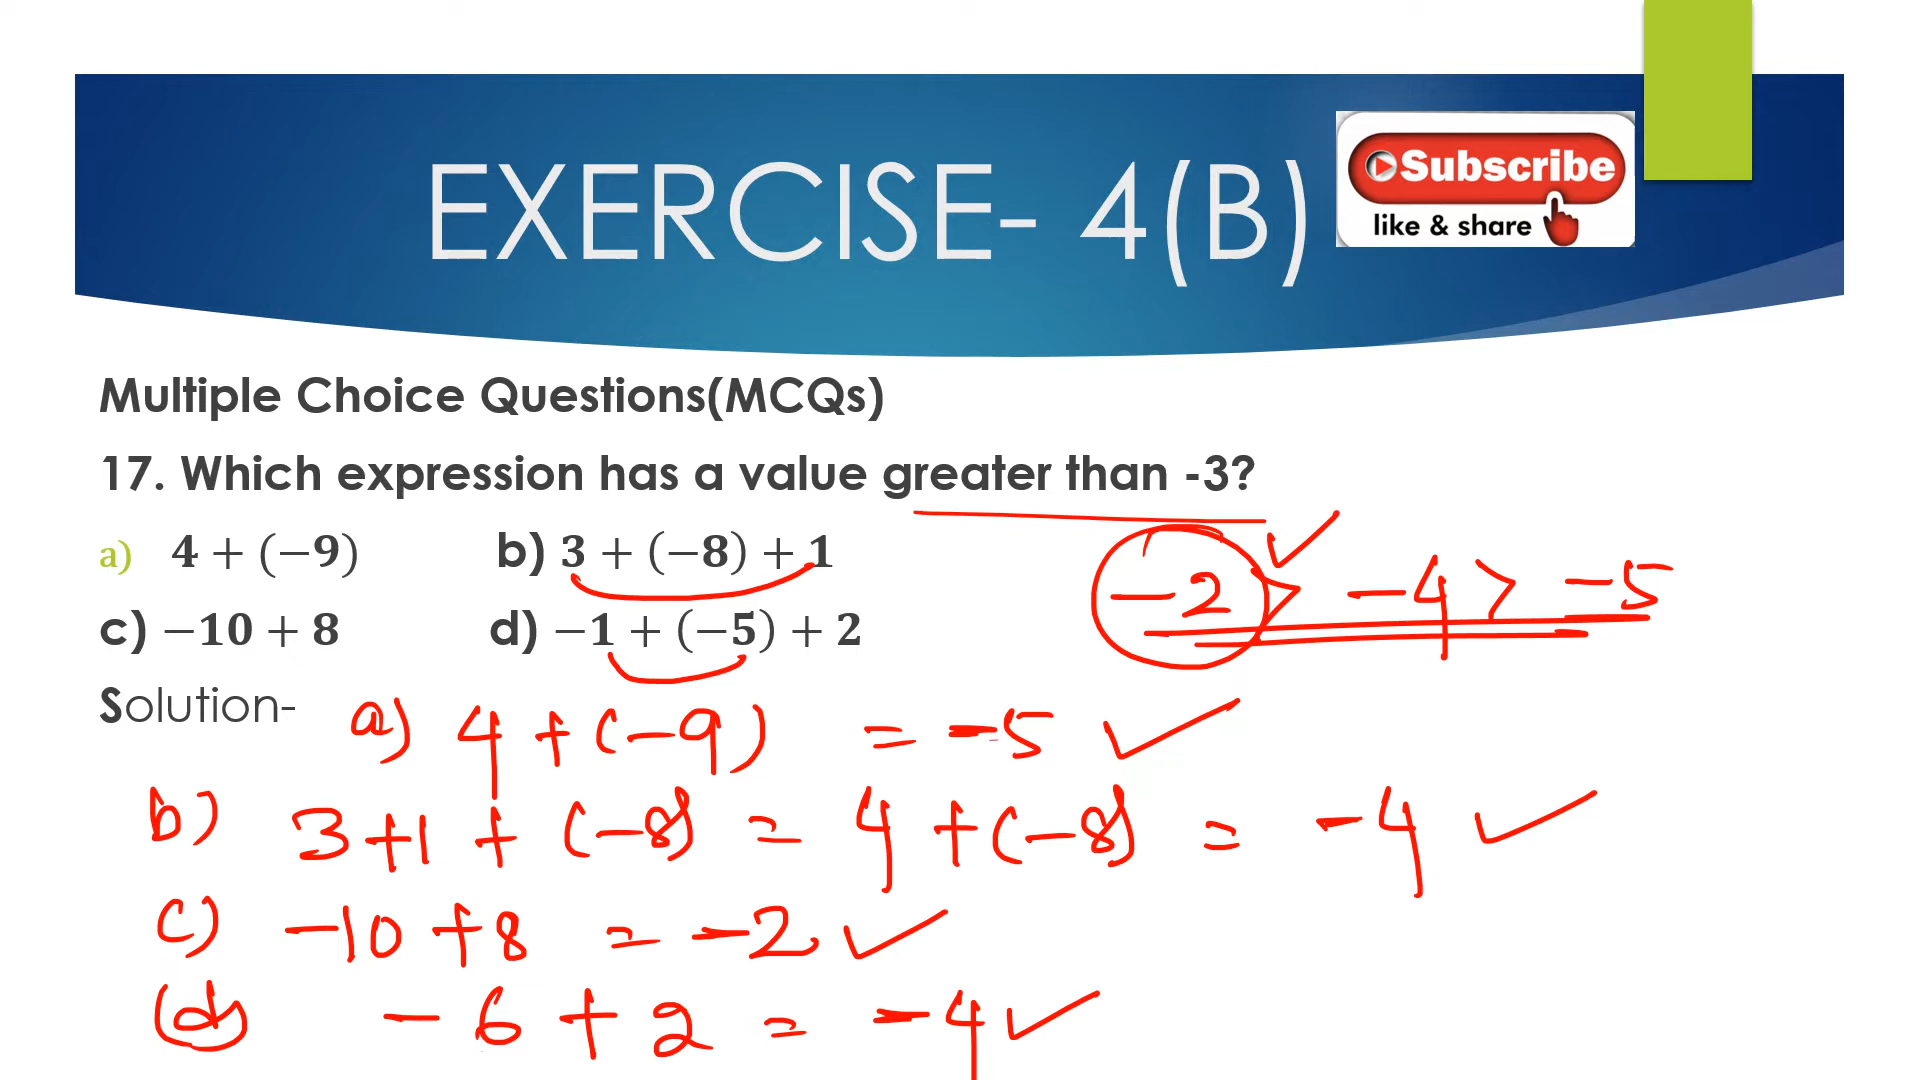 EXERCISE- 4(B)
Subscribe
like & share
Multiple Choice Questions(MCQs)
17. Which expression has a value greater than -3?
a) 4 + (−9) b) 3 + (−8) + 1
c) −10 + 8 d) −1 + (−5) + 2
−2 > −4 > −5
Solution-
a) 4 + (−9) = −5
b) 3+1 + (−8) = 4 + (−8) = −4
c) −10 + 8 = −2
(d) −6 + 2 = −4